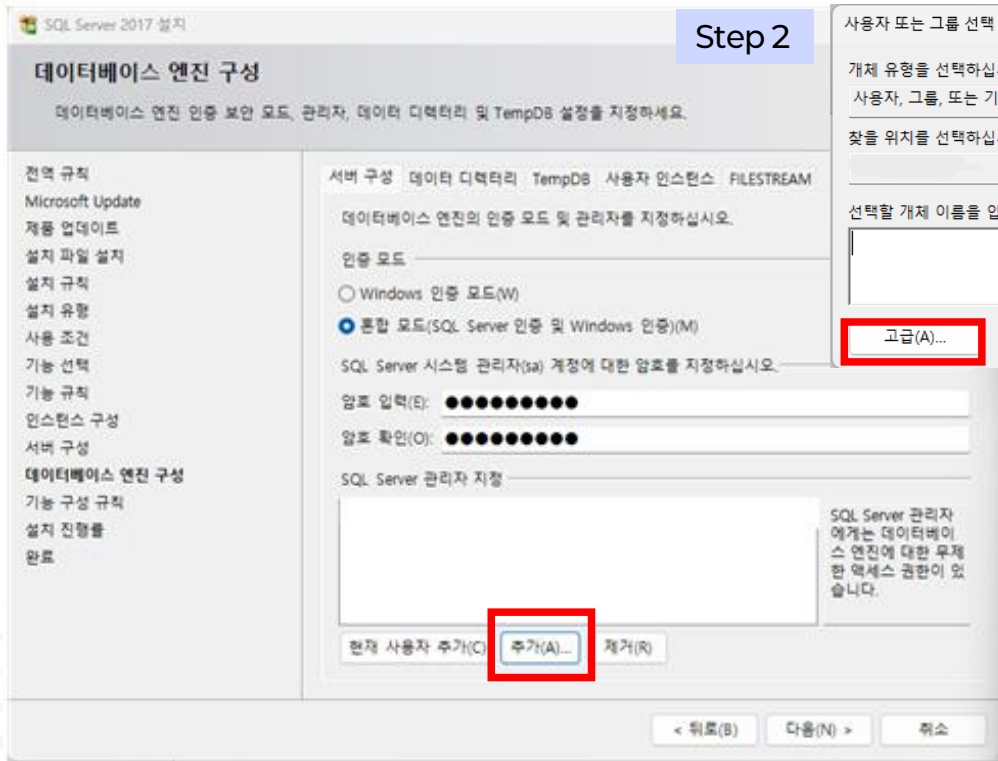 SQL Server 2017 설치
Step 2
데이터베이스 엔진 구성
데이터베이스 엔진 인증 보안 모드, 관리자, 데이터 디렉터리 및 TempDB 설정을 지정하세요.
전역 규칙
Microsoft Update
제품 업데이트
설치 파일 설치
설치 규칙
설치 유형
사용 조건
기능 선택
기능 규칙
인스턴스 구성
서버 구성
데이터베이스 엔진 구성
기능 구성 규칙
설치 진행률
완료
서버 구성 데이터 디렉터리 TempDB 사용자 인스턴스 FILESTREAM
데이터베이스 엔진의 인증 모드 및 관리자를 지정하십시오.
인증 모드
Windows 인증 모드(W)
혼합 모드(SQL Server 인증 및 Windows 인증)(M)
SQL Server 시스템 관리자(sa) 계정에 대한 암호를 지정하십시오.
암호 입력(E): ●●●●●●●●●
암호 확인(O): ●●●●●●●●●
SQL Server 관리자 지정
SQL Server 관리자
에게는 데이터베이
스 엔진에 대한 무제
한 액세스 권한이 있
습니다.
현재 사용자 추가(C) 추가(A)... 제거(R)
< 뒤로(B) 다음(N) > 취소
사용자 또는 그룹 선택
개체 유형을 선택하십
사용자, 그룹, 또는 기
찾을 위치를 선택하십
선택할 개체 이름을 입
고급(A)...